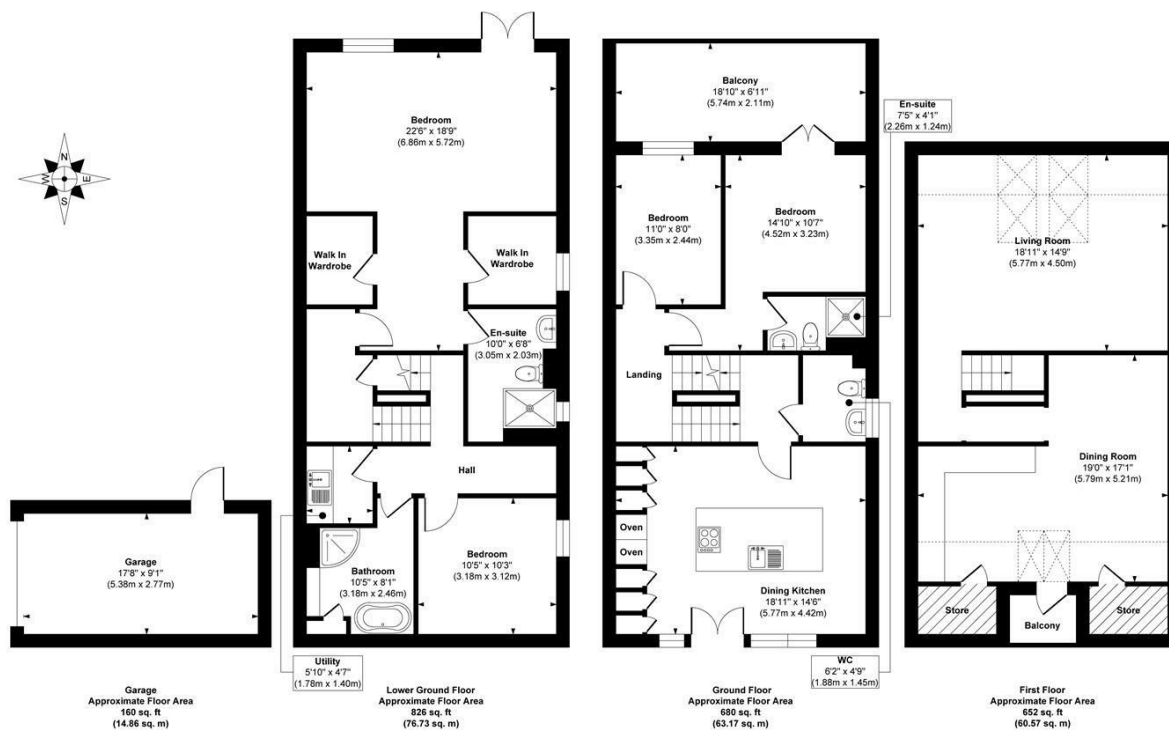 N
W
E
S
Garage
17'8" x 9'1"
(5.38m x 2.77m)
Garage
Approximate Floor Area
160 sq. ft
(14.86 sq. m)
Bedroom
22'6" x 18'9"
(6.86m x 5.72m)
Walk In
Wardrobe
Walk In
Wardrobe
En-suite
10'0" x 6'8"
(3.05m x 2.03m)
Hall
Bathroom
10'5" x 8'1"
(3.18m x 2.46m)
Bedroom
10'5" x 10'3"
(3.18m x 3.12m)
Utility
5'10" x 4'7"
(1.78m x 1.40m)
Lower Ground Floor
Approximate Floor Area
826 sq. ft
(76.73 sq. m)
Balcony
18'10" x 6'11"
(5.74m x 2.11m)
En-suite
7'5" x 4'1"
(2.26m x 1.24m)
Bedroom
11'0" x 8'0"
(3.35m x 2.44m)
Bedroom
14'10" x 10'7"
(4.52m x 3.23m)
Landing
Oven
Oven
Dining Kitchen
18'11" x 14'6"
(5.77m x 4.42m)
WC
6'2" x 4'9"
(1.88m x 1.45m)
Ground Floor
Approximate Floor Area
680 sq. ft
(63.17 sq. m)
Living Room
18'11" x 14'9"
(5.77m x 4.50m)
Dining Room
19'0" x 17'1"
(5.79m x 5.21m)
Store
Balcony
Store
First Floor
Approximate Floor Area
652 sq. ft
(60.57 sq. m)